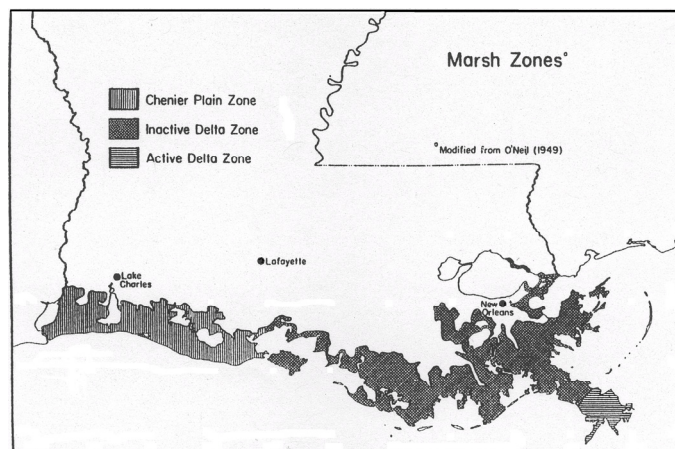 Marsh Zones°
Chenier Plain Zone
Inactive Delta Zone
Active Delta Zone
°Modified from O'Neil (1949)
Lake
Charles
Lafayette
New
Orleans